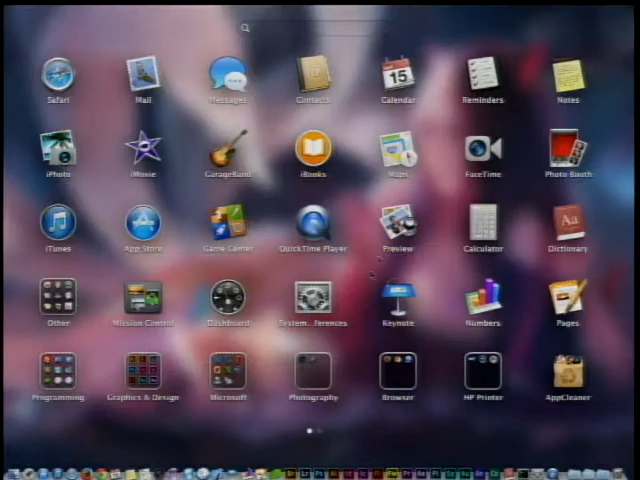 Safari Mail Messages Contacts Calendar Reminders Notes
iPhoto iMovie GarageBand iBooks Maps FaceTime Photo Booth
iTunes App Store Game Center QuickTime Player Preview Calculator Dictionary
Other Mission Control Dashboard System...ferences Keynote Numbers Pages
Programming Graphics & Design Microsoft Photography Browser HP Printer AppCleaner
15
Aa